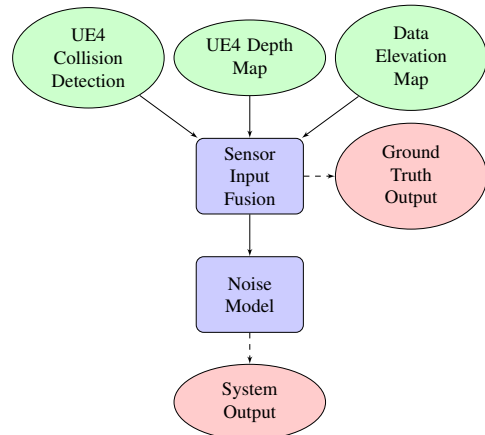 UE4
Collision
Detection
UE4 Depth
Map
Data
Elevation
Map
Sensor
Input
Fusion
Ground
Truth
Output
Noise
Model
System
Output